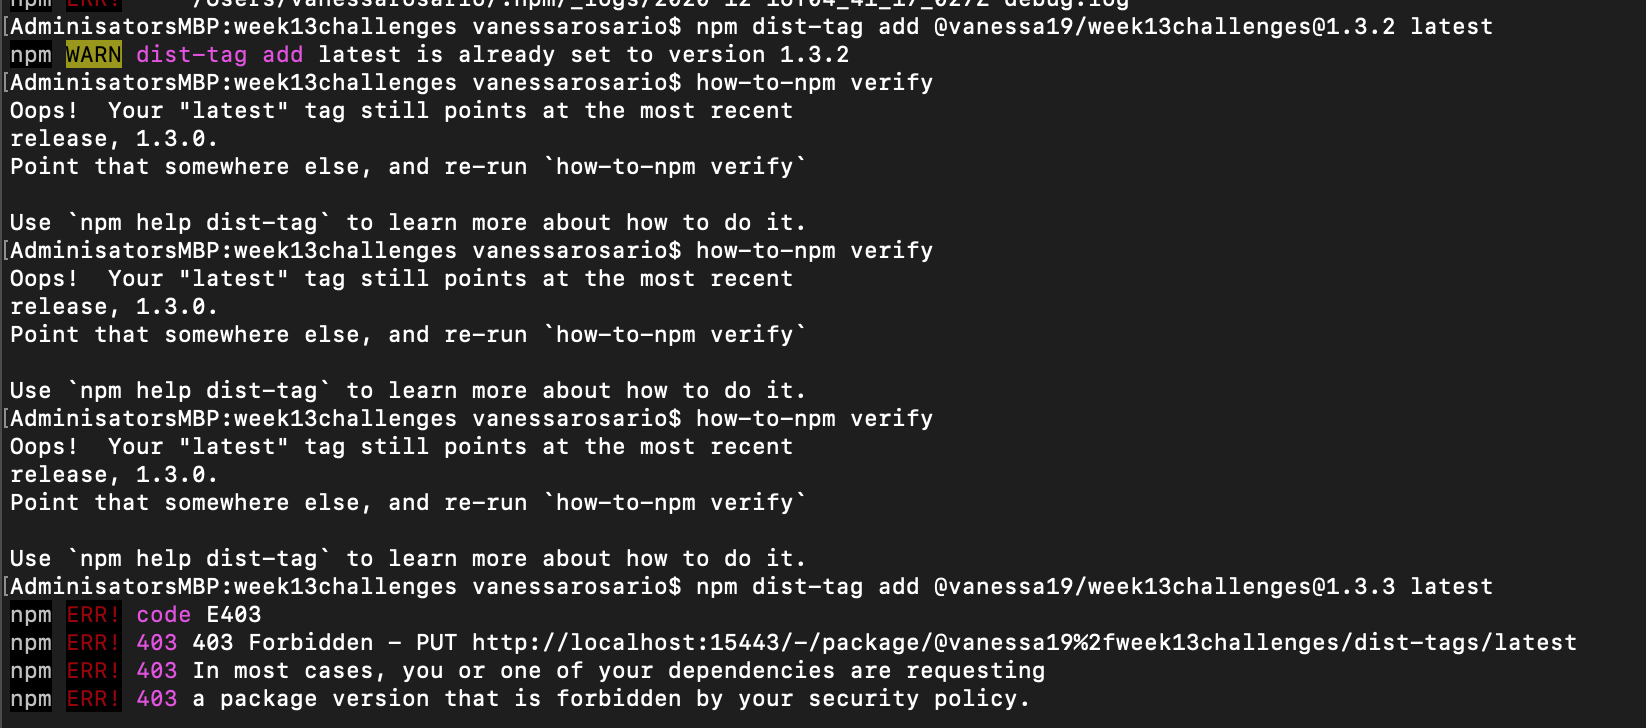 npm ERR!     /Users/vanessarosario/.npm/_logs/2020-12-18T04_41_17_027Z-debug.log
[AdminisatorsMBP:week13challenges vanessarosario$ npm dist-tag add @vanessa19/week13challenges@1.3.2 latest
npm WARN dist-tag add latest is already set to version 1.3.2
[AdminisatorsMBP:week13challenges vanessarosario$ how-to-npm verify
Oops!  Your "latest" tag still points at the most recent
release, 1.3.0.
Point that somewhere else, and re-run `how-to-npm verify`
Use `npm help dist-tag` to learn more about how to do it.
[AdminisatorsMBP:week13challenges vanessarosario$ how-to-npm verify
Oops!  Your "latest" tag still points at the most recent
release, 1.3.0.
Point that somewhere else, and re-run `how-to-npm verify`
Use `npm help dist-tag` to learn more about how to do it.
[AdminisatorsMBP:week13challenges vanessarosario$ how-to-npm verify
Oops!  Your "latest" tag still points at the most recent
release, 1.3.0.
Point that somewhere else, and re-run `how-to-npm verify`
Use `npm help dist-tag` to learn more about how to do it.
[AdminisatorsMBP:week13challenges vanessarosario$ npm dist-tag add @vanessa19/week13challenges@1.3.3 latest
npm ERR! code E403
npm ERR! 403 403 Forbidden - PUT http://localhost:15443/-/package/@vanessa19%2fweek13challenges/dist-tags/latest
npm ERR! 403 In most cases, you or one of your dependencies are requesting
npm ERR! 403 a package version that is forbidden by your security policy.